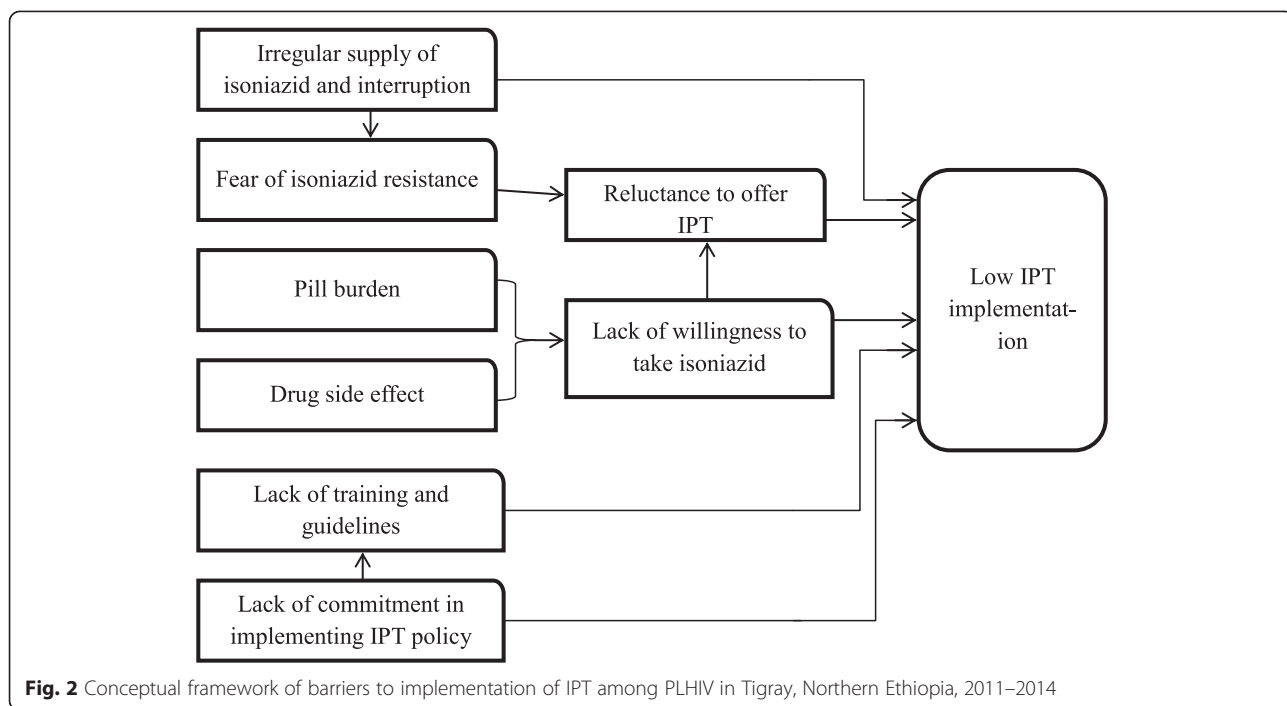 Irregular supply of
isoniazid and interruption
Fear of isoniazid resistance
Reluctance to offer
IPT
Pill burden
Low IPT
implementat-
ion
Lack of willingness to
take isoniazid
Drug side effect
Lack of training and
guidelines
Lack of commitment in
implementing IPT policy
Fig. 2 Conceptual framework of barriers to implementation of IPT among PLHIV in Tigray, Northern Ethiopia, 2011–2014